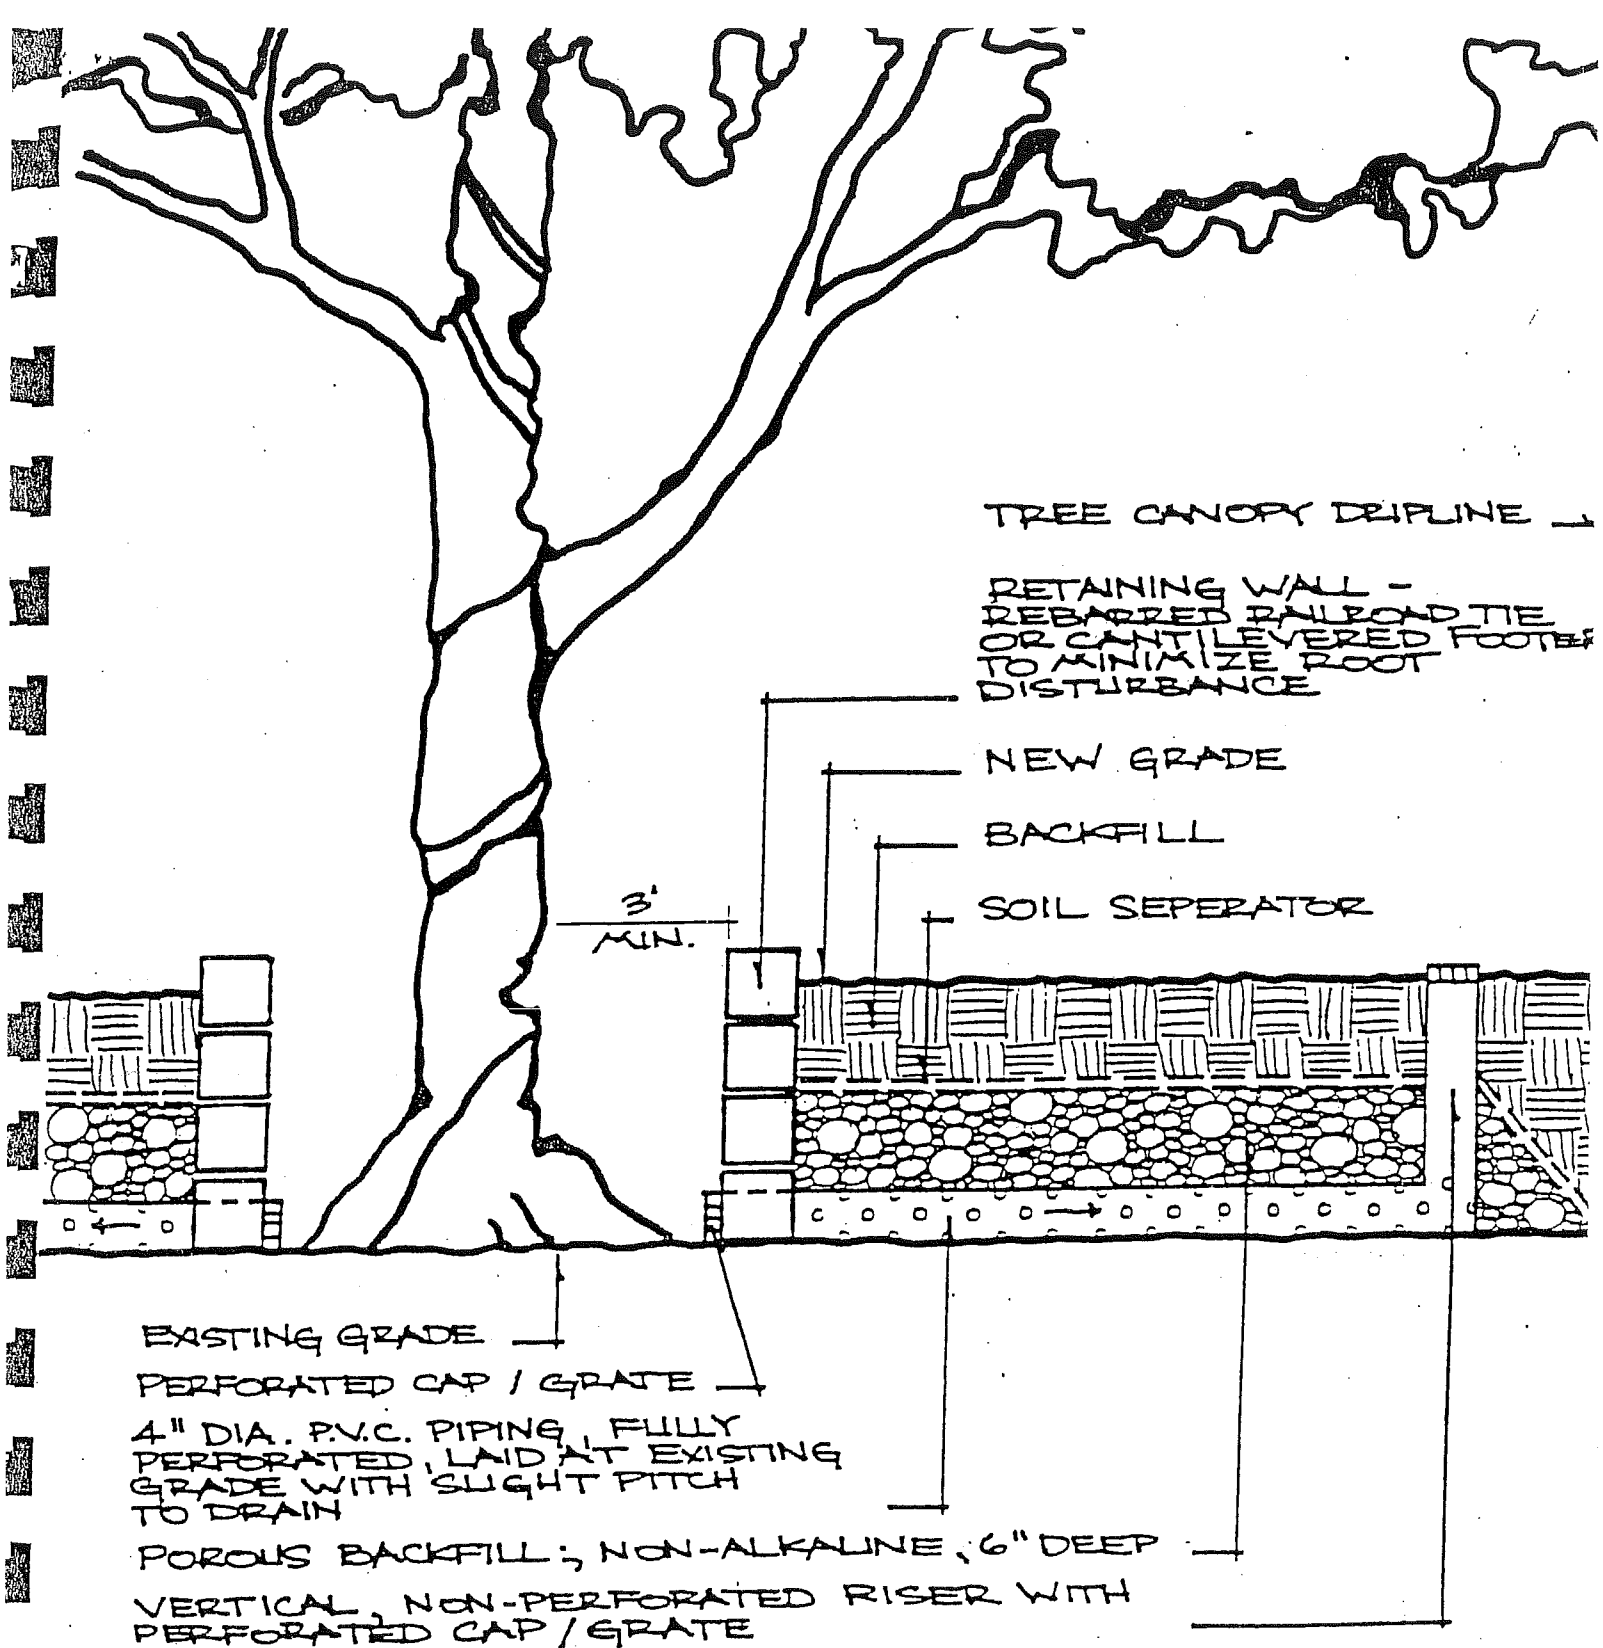 TREE CANOPY DRIPLINE
RETAINING WALL -
REBARRED RAILROAD TIE
OR CANTILEVERED FOOTER
TO MINIMIZE ROOT
DISTURBANCE
NEW GRADE
BACKFILL
SOIL SEPERATOR
3'
MIN.
EXISTING GRADE
PERFORATED CAP / GRATE
4" DIA. P.V.C. PIPING, FULLY
PERFORATED, LAID AT EXISTING
GRADE WITH SLIGHT PITCH
TO DRAIN
POROUS BACKFILL; NON-ALKALINE, 6" DEEP
VERTICAL, NON-PERFORATED RISER WITH
PERFORATED CAP / GRATE